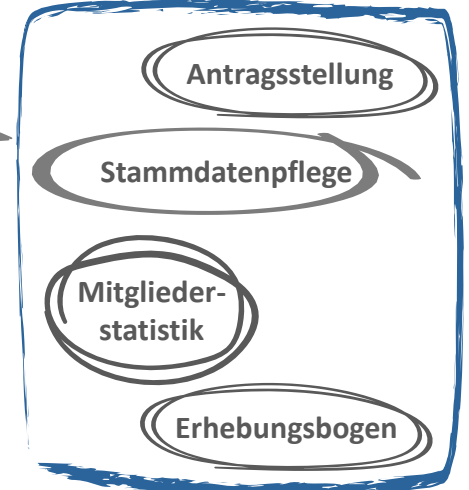 Antragsstellung
Stammdatenpflege
Mitglieder-
statistik
Erhebungsbogen